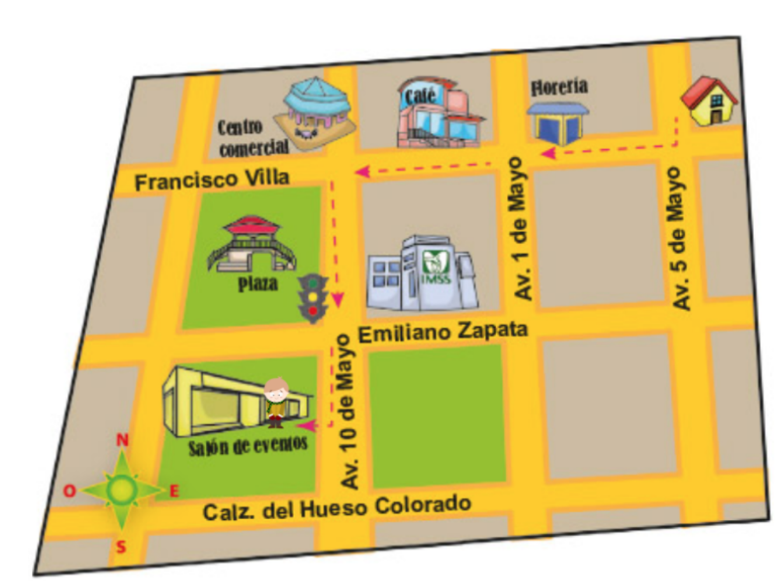 Centro
comercial
Café
Florería
Francisco Villa
Plaza
IMSS
Av. 1 de Mayo
Av. 5 de Mayo
Emiliano Zapata
Av. 10 de Mayo
Salón de eventos
Calz. del Hueso Colorado
N
O
E
S